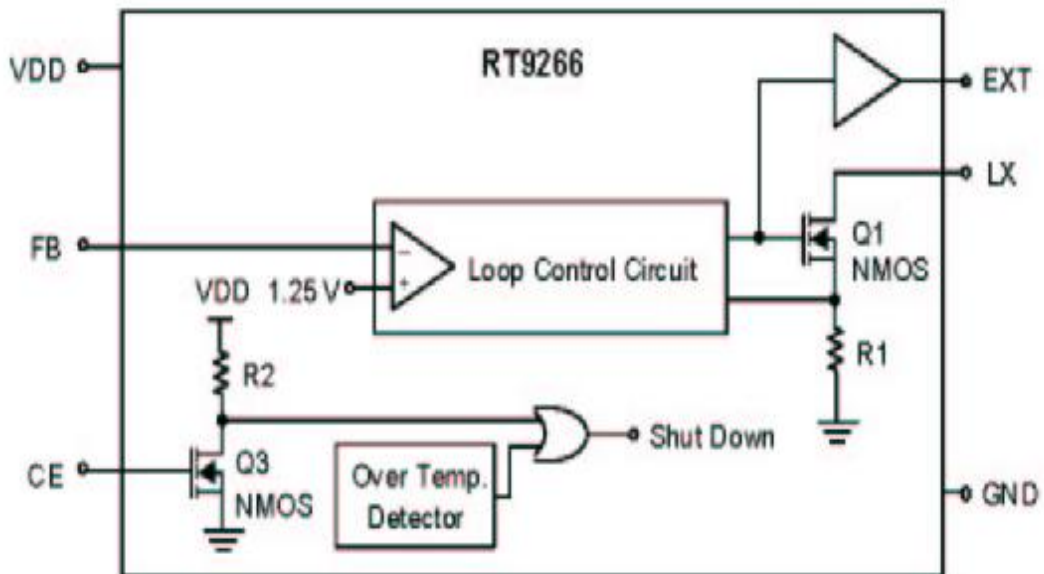 RT9266
VDD
EXT
LX
FB
−
+
Loop Control Circuit
Q1
NMOS
VDD 1.25 V
R1
R2
Shut Down
CE
Q3
NMOS
Over Temp.
Detector
GND